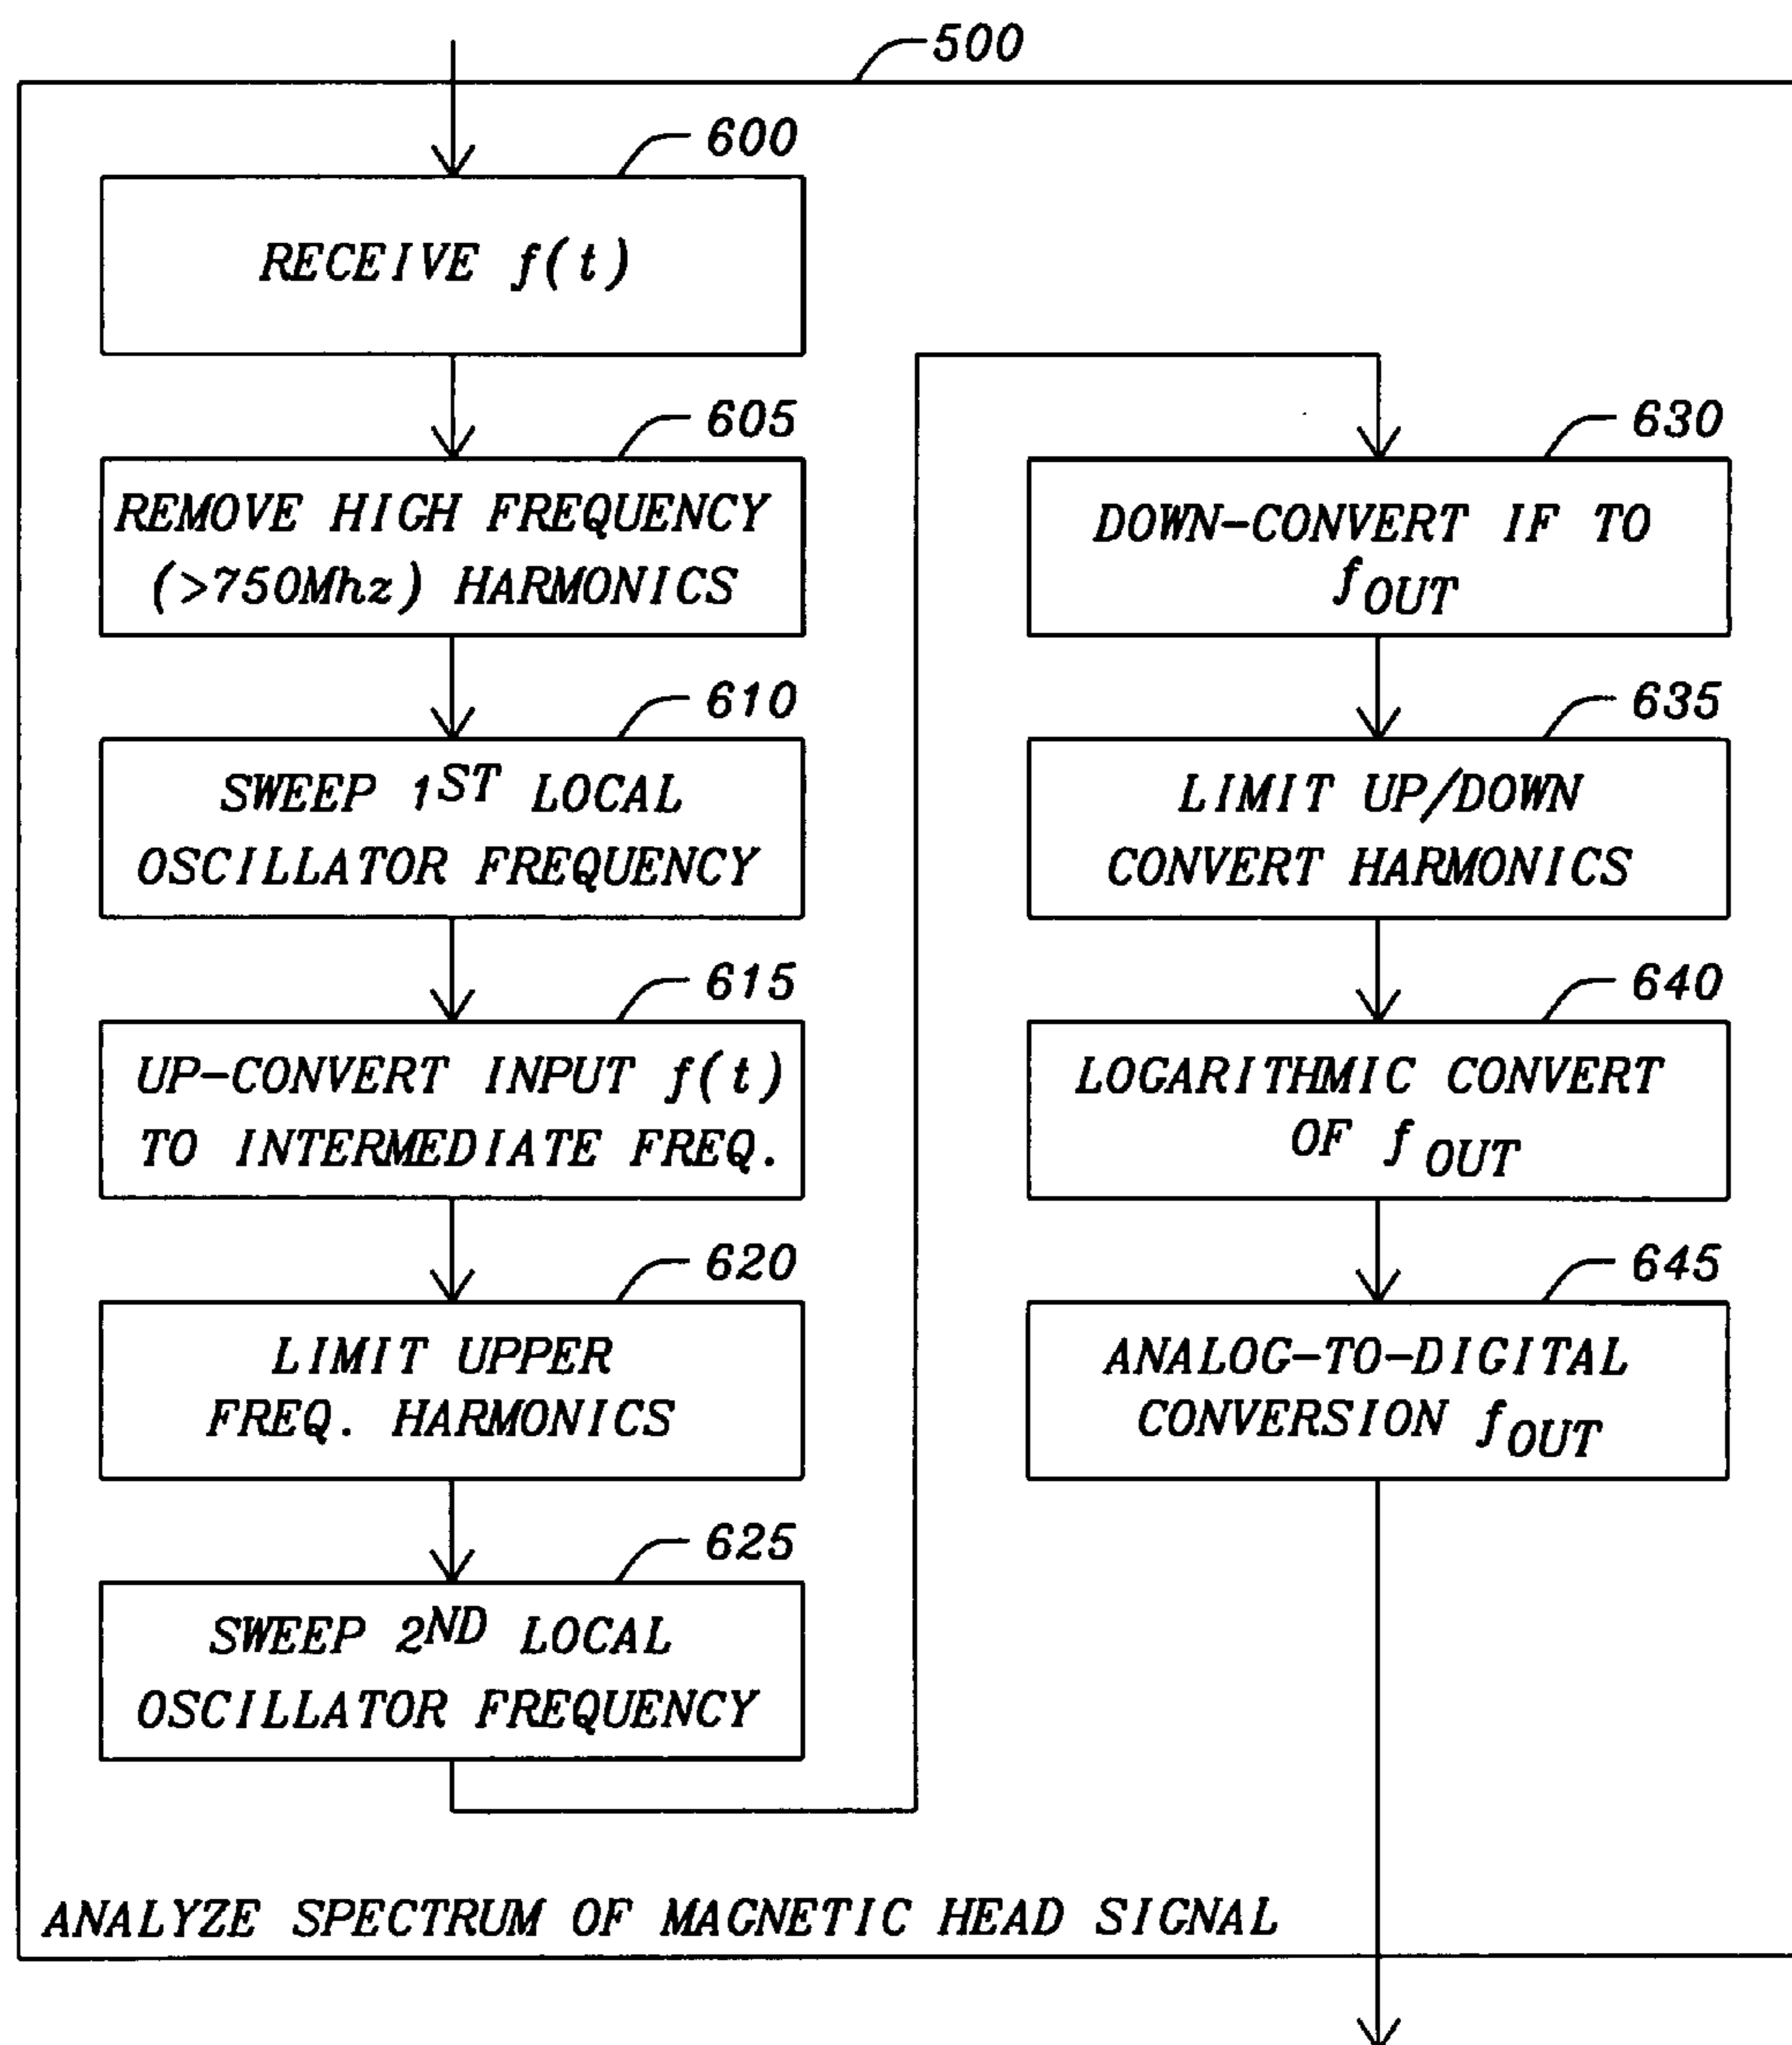 500
600
RECEIVE f(t)
605
REMOVE HIGH FREQUENCY
(>750Mhz) HARMONICS
610
SWEEP 1ST LOCAL
OSCILLATOR FREQUENCY
615
UP-CONVERT INPUT f(t)
TO INTERMEDIATE FREQ.
620
LIMIT UPPER
FREQ. HARMONICS
625
SWEEP 2ND LOCAL
OSCILLATOR FREQUENCY
630
DOWN-CONVERT IF TO
fOUT
635
LIMIT UP/DOWN
CONVERT HARMONICS
640
LOGARITHMIC CONVERT
OF fOUT
645
ANALOG-TO-DIGITAL
CONVERSION fOUT
ANALYZE SPECTRUM OF MAGNETIC HEAD SIGNAL